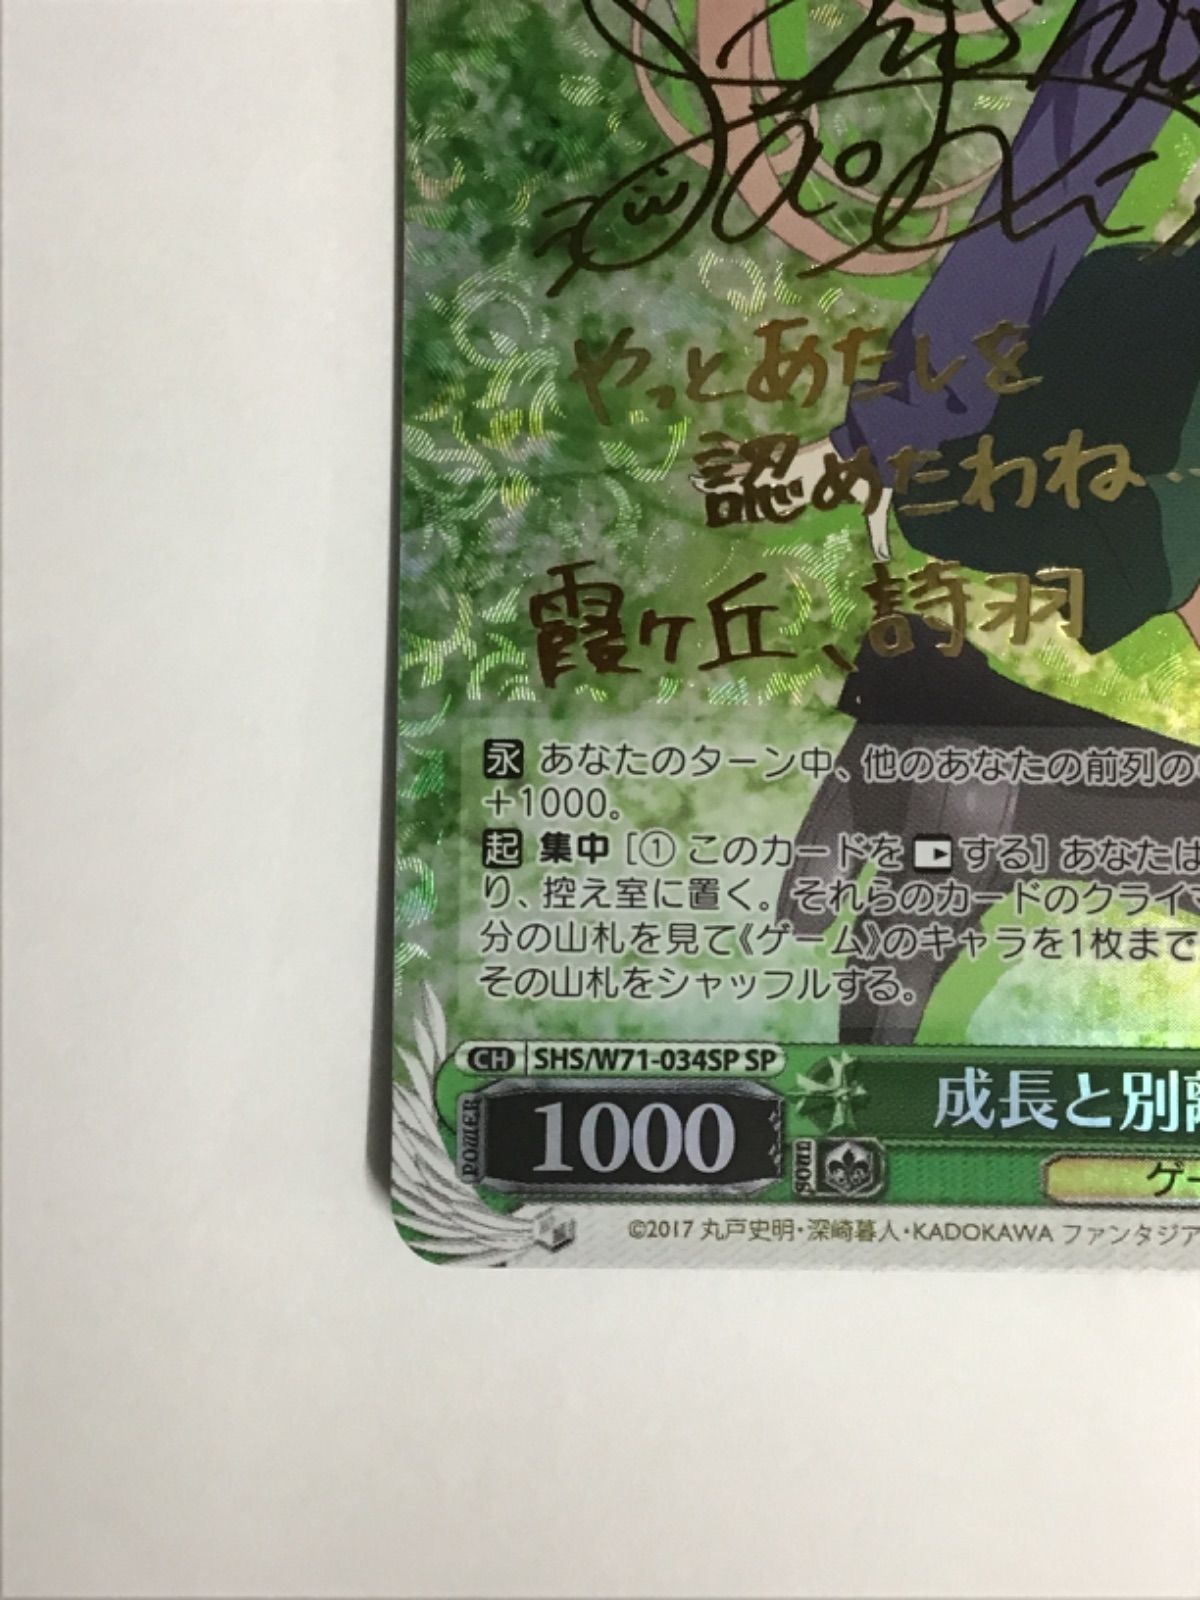 やっとあたしを
認めたわね…
霞ヶ丘、詩羽
永 あなたのターン中、他のあなたの前列の
＋1000。
起 集中［① このカードを する］あなたは
り、控え室に置く。それらのカードのクライ
分の山札を見て《ゲーム》のキャラを1枚まで
その山札をシャッフルする。
CH SHS/W71-034SP SP
POWER 1000 SOUL 成長と別離
ゲー
©2017 丸戸史明・深崎暮人・KADOKAWA ファンタジア